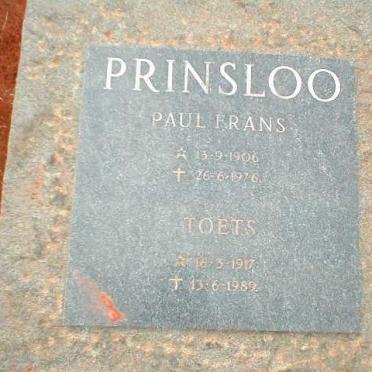 PRINSLOO
PAUL FRANS
☆ 13-9-1906
✝ 26-6-1976
TOETS
☆ 18-3-1917
✝ 13-6-1989